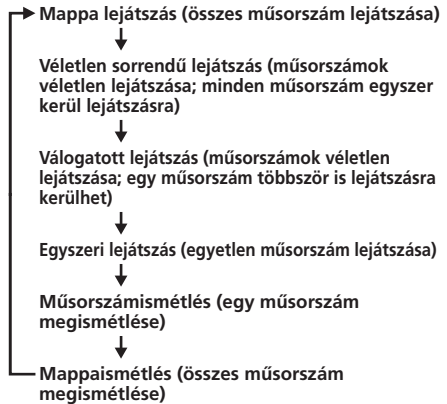 Mappa lejátszás (összes műsorszám lejátszása)
Véletlen sorrendű lejátszás (műsorszámok
véletlen lejátszása; minden műsorszám egyszer
kerül lejátszásra)
Válogatott lejátszás (műsorszámok véletlen
lejátszása; egy műsorszám többször is lejátszásra
kerülhet)
Egyszeri lejátszás (egyetlen műsorszám lejátszása)
Műsorszámismétlés (egy műsorszám
megismétlése)
Mappaismétlés (összes műsorszám
megismétlése)